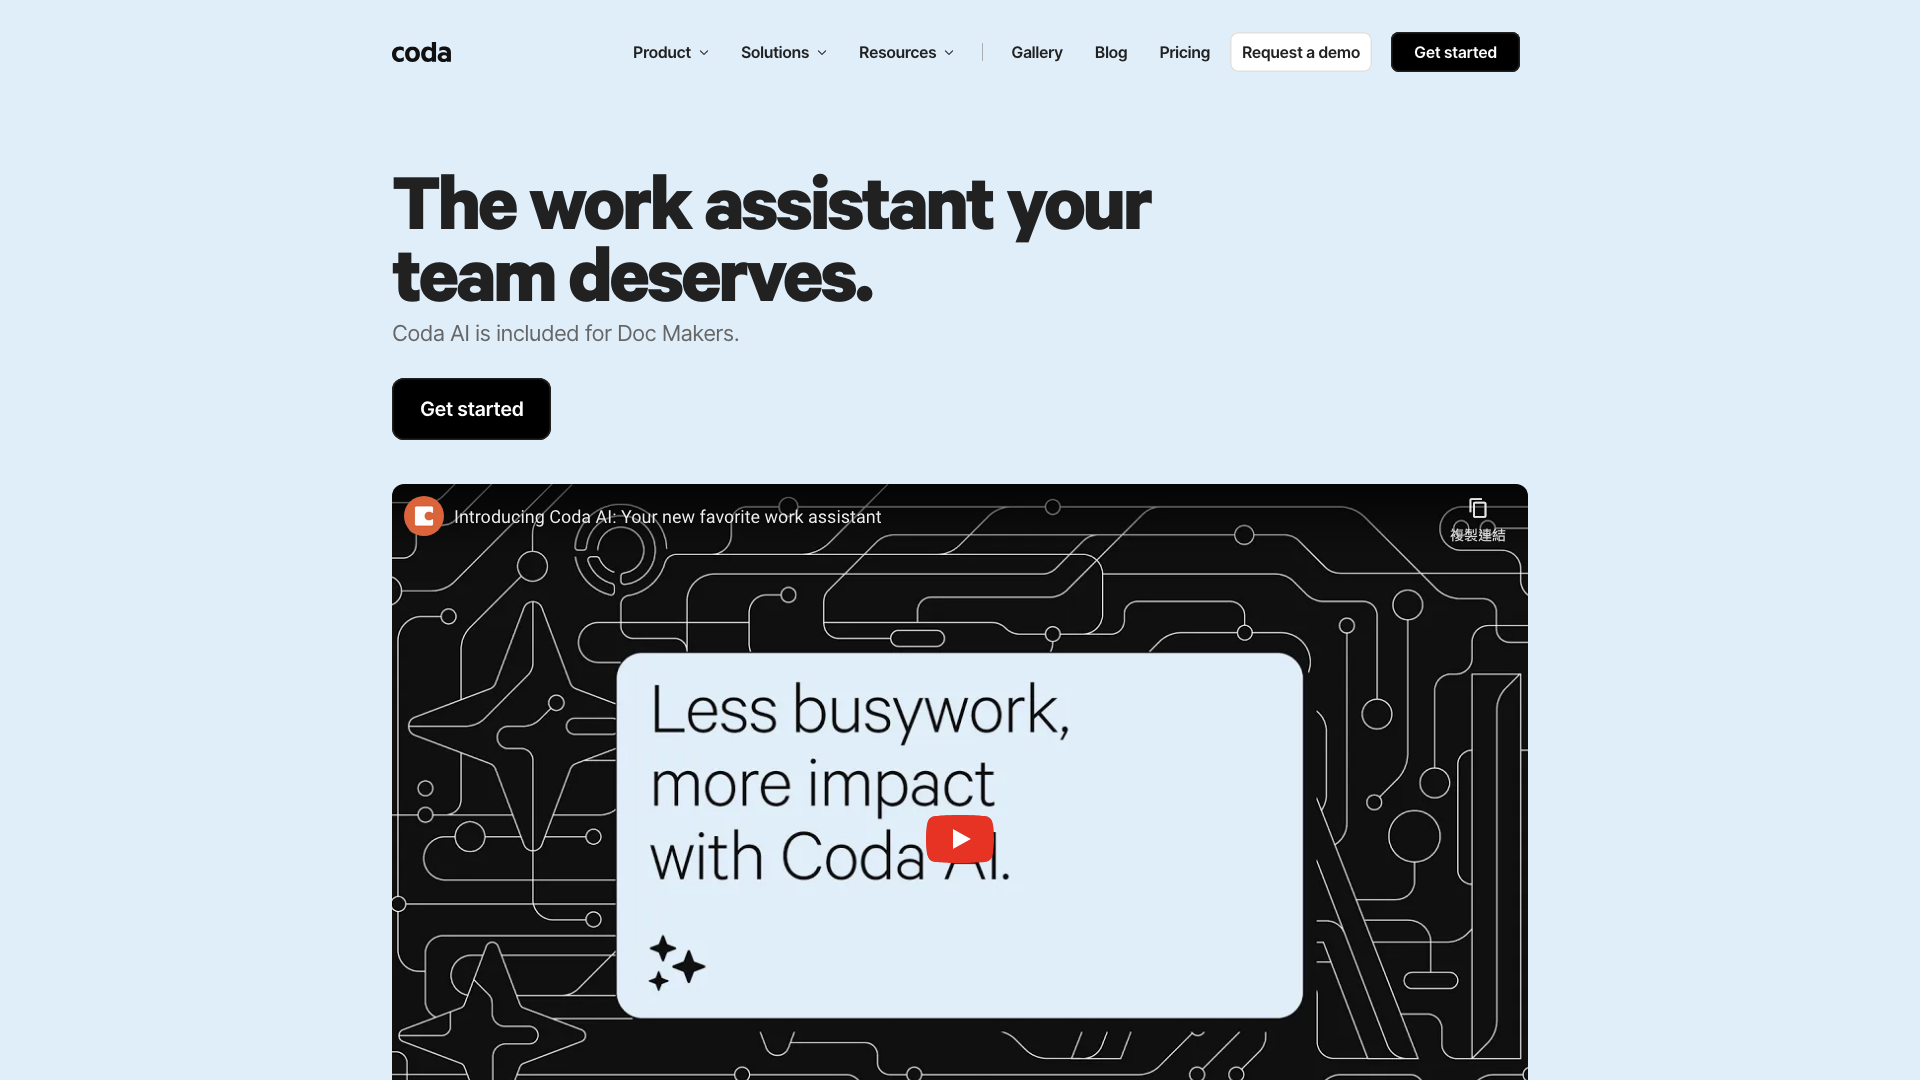 coda
Product
Solutions
Resources
Gallery
Blog
Pricing
Request a demo
Get started
The work assistant your
team deserves.
Coda AI is included for Doc Makers.
Get started
Introducing Coda AI: Your new favorite work assistant
複製連結
Less busywork,
more impact
with Coda AI.